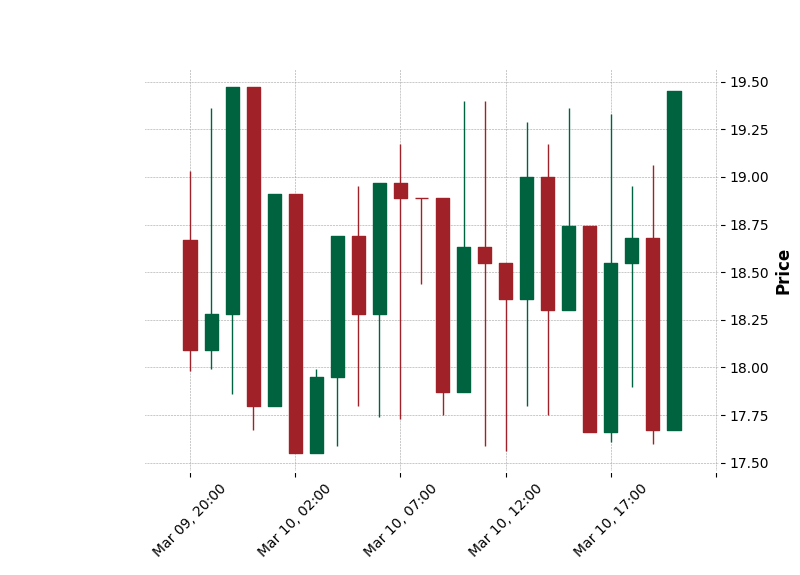 19.50
19.25
19.00
18.75
18.50
18.25
18.00
17.75
17.50
Price
Mar 09, 20:00
Mar 10, 02:00
Mar 10, 07:00
Mar 10, 12:00
Mar 10, 17:00